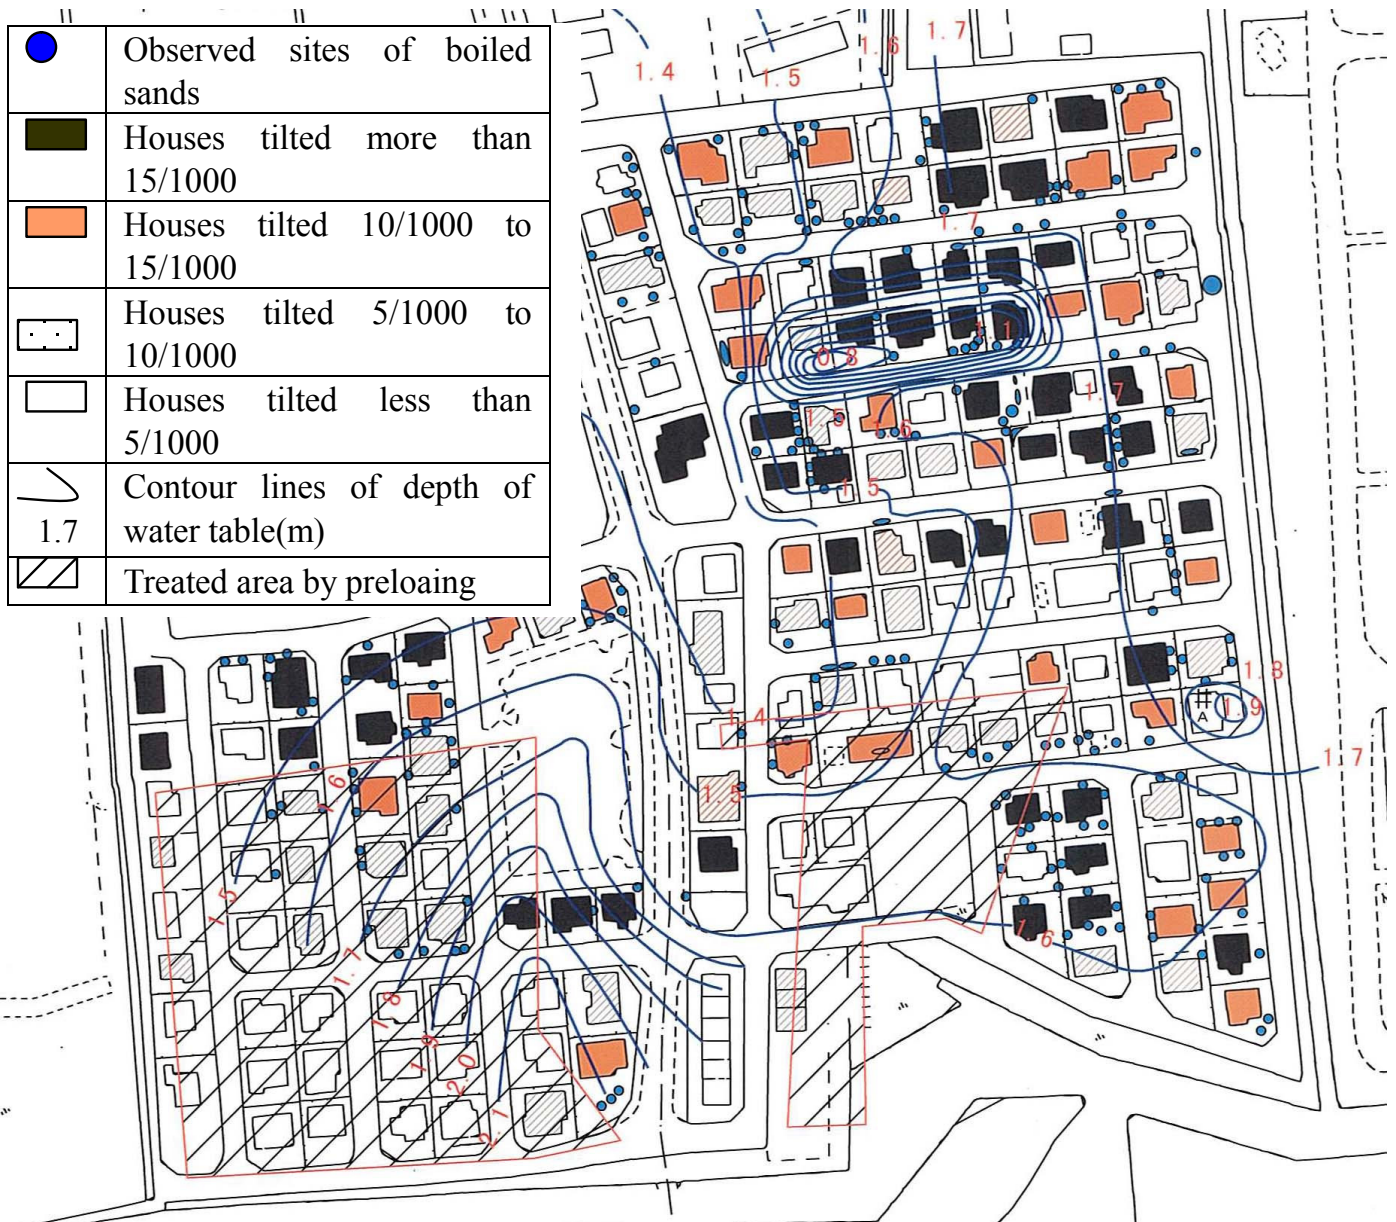 Observed sites of boiled
sands
Houses tilted more than
15/1000
Houses tilted 10/1000 to
15/1000
Houses tilted 5/1000 to
10/1000
Houses tilted less than
5/1000
Contour lines of depth of
water table(m)
1.7
Treated area by preloaing
1.4
1.5
1.6
1.7
1.7
1.1
0.8
1.7
1.5
1.6
1.5
1.8
1.9
A
1.4
1.7
1.5
1.6
1.6
1.5
1.7
1.8
1.9
2.0
2.1